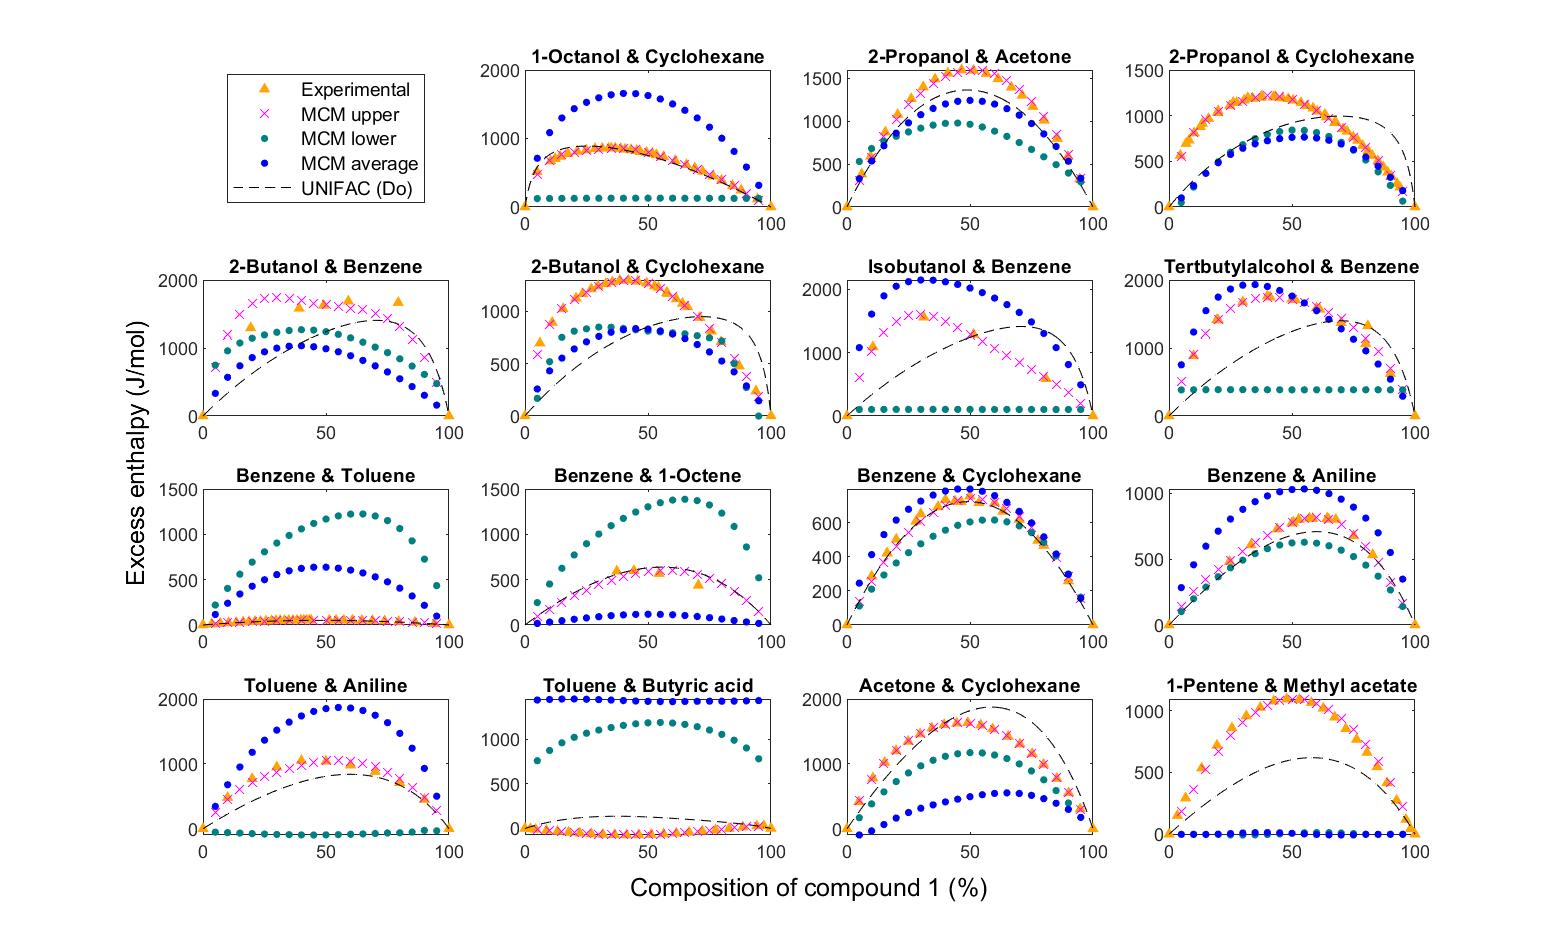 1-Octanol & Cyclohexane
2-Propanol & Acetone
2-Propanol & Cyclohexane
Experimental
MCM upper
MCM lower
MCM average
UNIFAC (Do)
2000
1000
0
0 50 100
1500
1000
500
0
0 50 100
1500
1000
500
0
0 50 100
2-Butanol & Benzene
2-Butanol & Cyclohexane
Isobutanol & Benzene
Tertbutylalcohol & Benzene
2000
1000
0
0 50 100
1000
500
0
0 50 100
2000
1000
0
0 50 100
2000
1000
0
0 50 100
Excess enthalpy (J/mol)
Benzene & Toluene
Benzene & 1-Octene
Benzene & Cyclohexane
Benzene & Aniline
1500
1000
500
0
0 50 100
1500
1000
500
0
0 50 100
600
400
200
0
0 50 100
1000
500
0
0 50 100
Toluene & Aniline
Toluene & Butyric acid
Acetone & Cyclohexane
1-Pentene & Methyl acetate
2000
1000
0
0 50 100
1000
500
0
0 50 100
2000
1000
0
0 50 100
1000
500
0
0 50 100
Composition of compound 1 (%)